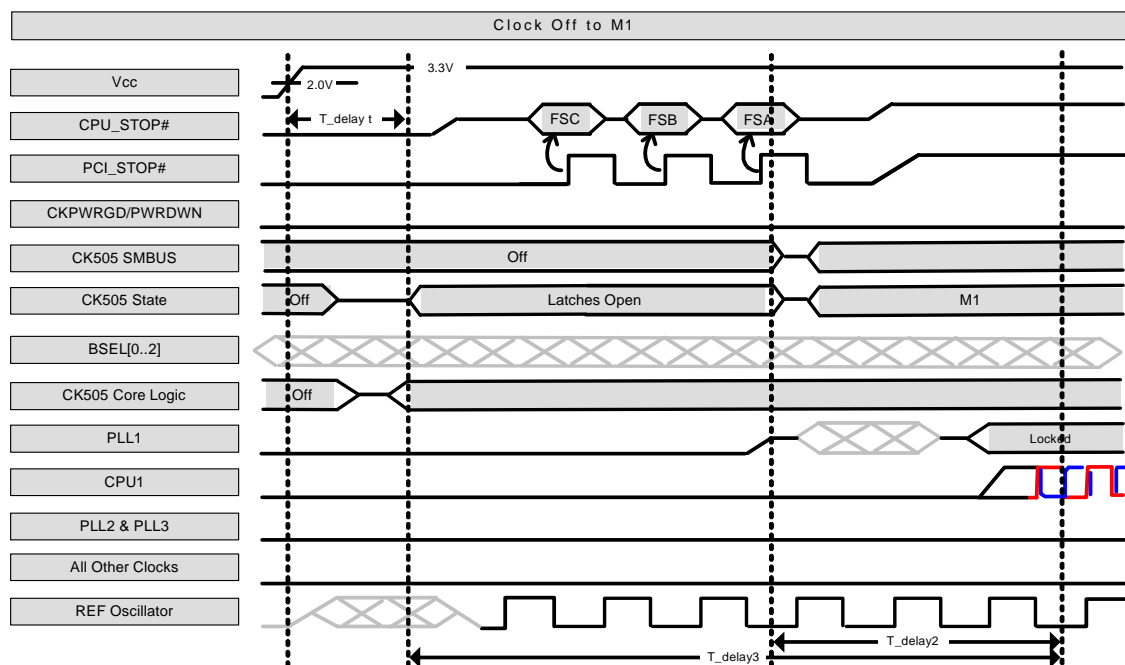 Clock Off to M1
Vcc
3.3V
2.0V
CPU_STOP#
T_delay t
FSC
FSB
FSA
PCI_STOP#
CKPWRGD/PWRDWN
CK505 SMBUS
Off
CK505 State
Off
Latches Open
M1
BSEL[0..2]
CK505 Core Logic
Off
PLL1
Locked
CPU1
PLL2 & PLL3
All Other Clocks
REF Oscillator
T_delay2
T_delay3